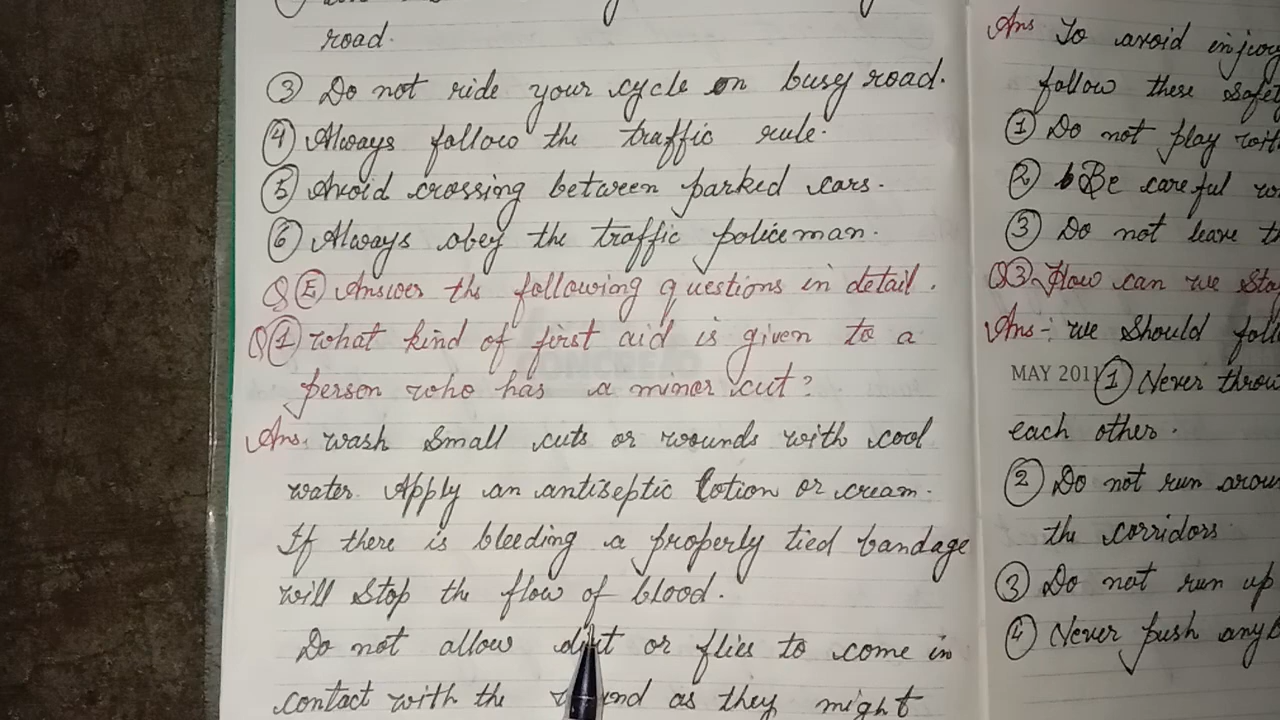 road.
③ Do not ride your cycle on busy road.
④ Always follow the traffic rule.
⑤ Avoid crossing between parked cars.
⑥ Always obey the traffic policeman.
Q Ⓔ Answer the following questions in detail.
Q ① What kind of first aid is given to a
person who has a minor cut?
Ans. wash small cuts or wounds with cool
water. Apply an antiseptic lotion or cream.
If there is bleeding a properly tied bandage
will stop the flow of blood.
Do not allow dirt or flies to come in
contact with the wound as they might
Ans To avoid
follow these
① Do not play
② Be careful
③ Do not leave
Q③. How can we
Ans-: we should
MAY 2011
① Never
each other.
② Do not run
the corridors
③ Do not run up
④ Never push